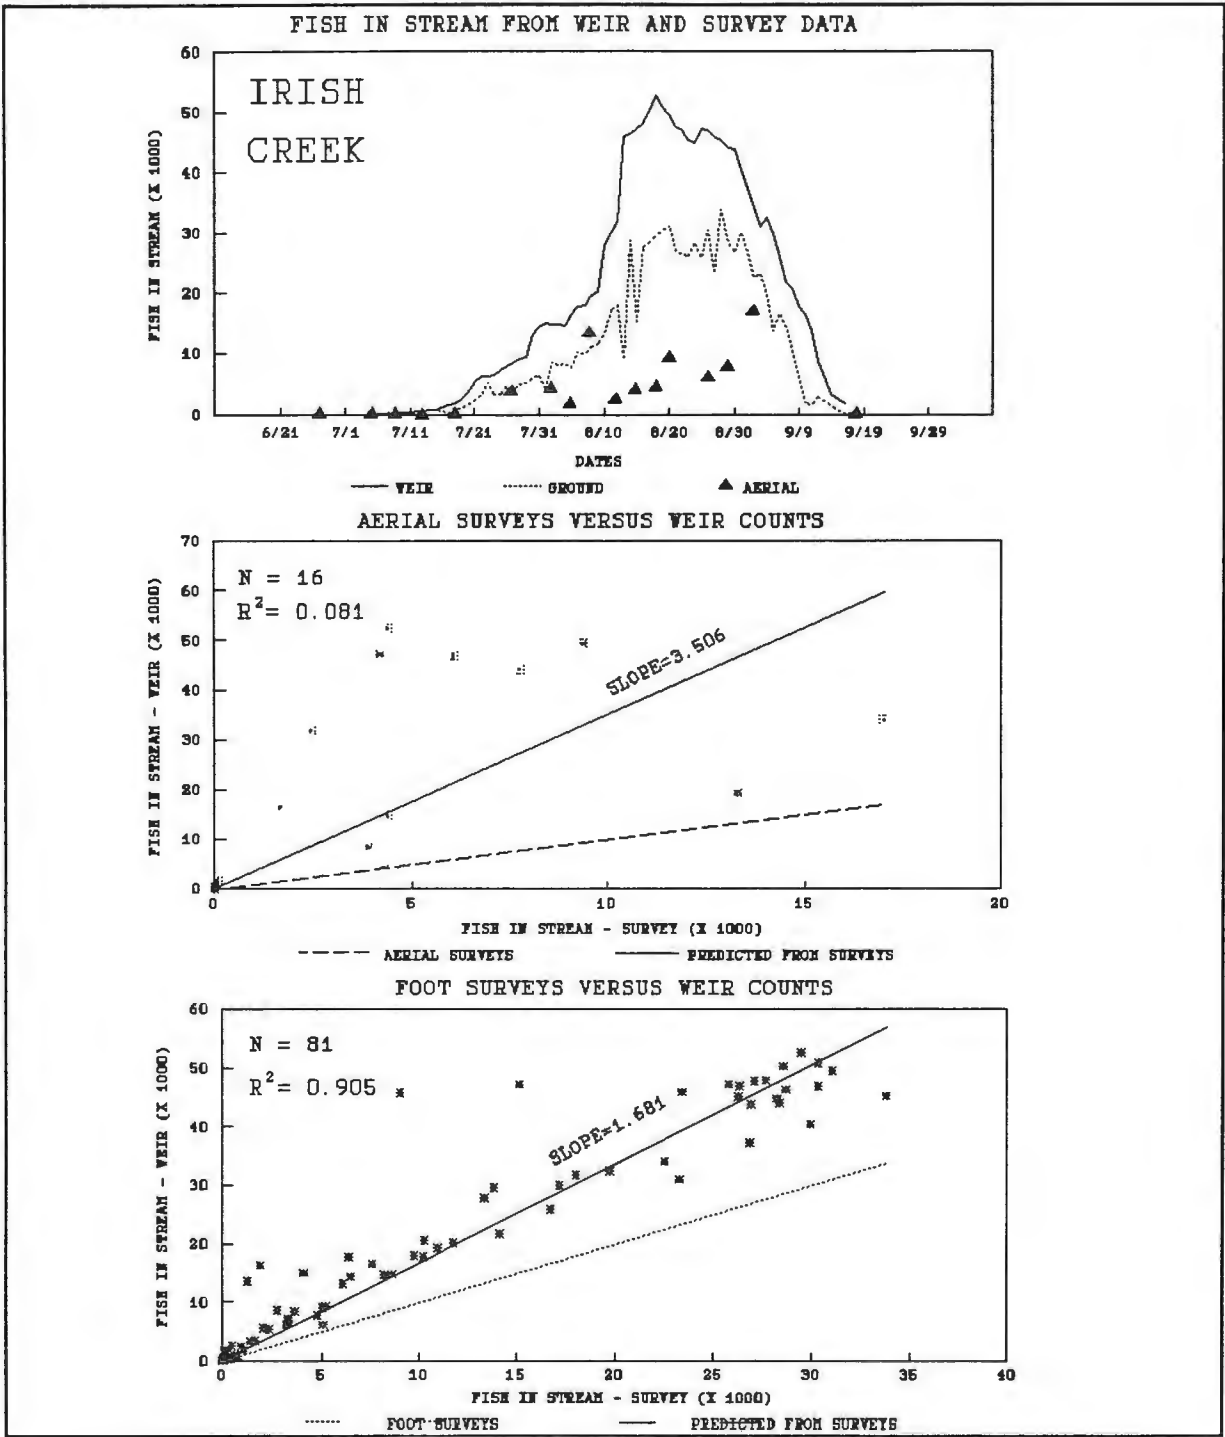 FISH IN STREAM FROM WEIR AND SURVEY DATA
IRISH
CREEK
FISH IN STREAM (X 1000)
60
50
40
30
20
10
0
6/21 7/1 7/11 7/21 7/31 8/10 8/20 8/30 9/9 9/19 9/29
DATES
WEIR GROUND AERIAL
AERIAL SURVEYS VERSUS WEIR COUNTS
FISH IN STREAM - WEIR (X 1000)
70
60
50
40
30
20
10
0
N = 16
R²= 0.081
SLOPE=3.506
0 5 10 15 20
FISH IN STREAM - SURVEY (X 1000)
AERIAL SURVEYS PREDICTED FROM SURVEYS
FOOT SURVEYS VERSUS WEIR COUNTS
FISH IN STREAM - WEIR (X 1000)
60
50
40
30
20
10
0
N = 81
R²= 0.905
SLOPE=1.681
0 5 10 15 20 25 30 35 40
FISH IN STREAM - SURVEY (X 1000)
FOOT SURVEYS PREDICTED FROM SURVEYS